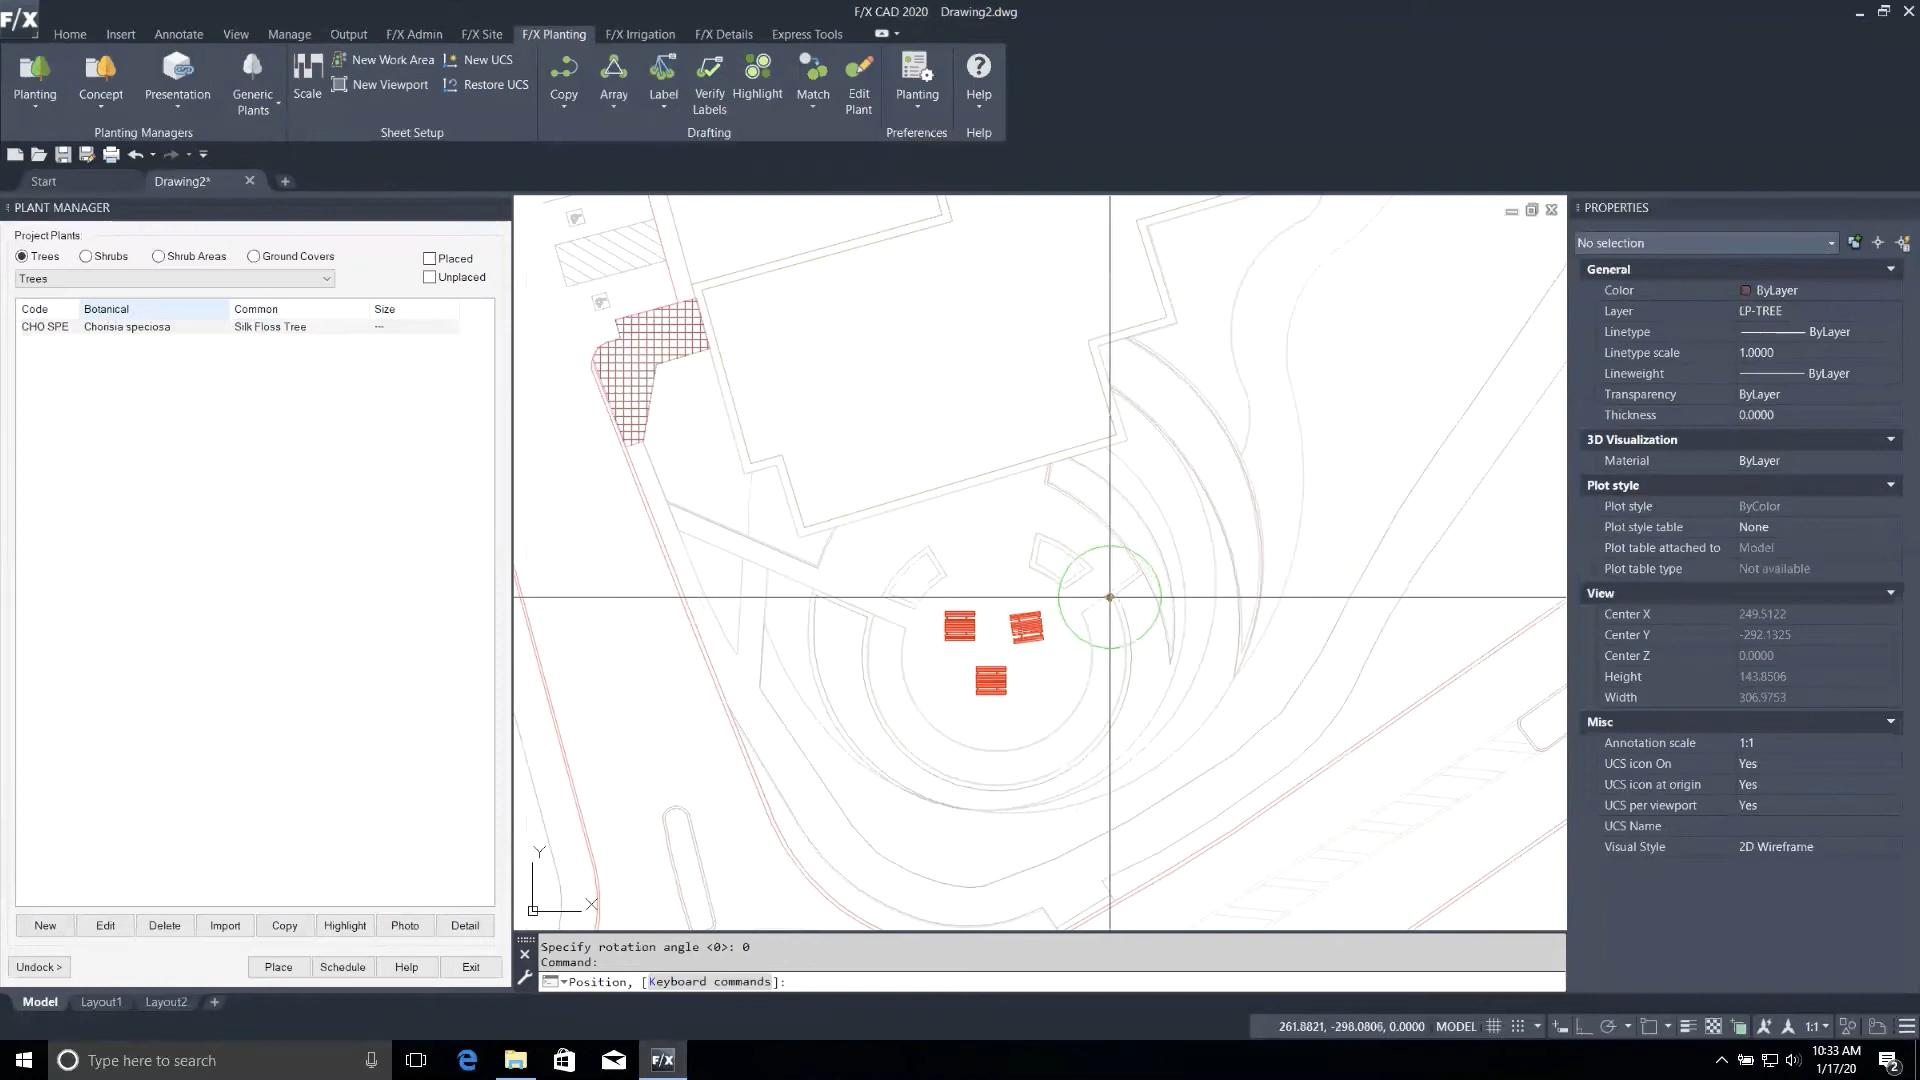 F/X CAD 2020 Drawing2.dwg
F/X
Home Insert Annotate View Manage Output F/X Admin F/X Site F/X Planting F/X Irrigation F/X Details Express Tools
New Work Area New UCS
New Viewport Restore UCS
Planting Concept Presentation Generic Plants Scale Copy Array Label Verify Labels Highlight Match Edit Plant Planting Help
Planting Managers Sheet Setup Drafting Preferences Help
Start Drawing2*
PLANT MANAGER
Project Plants:
Trees Shrubs Shrub Areas Ground Covers Placed
Trees Unplaced
Code Botanical Common Size
CHO SPE Chorisia speciosa Silk Floss Tree ---
New Edit Delete Import Copy Highlight Photo Detail
Undock > Place Schedule Help Exit
Y
X
Specify rotation angle <0>: 0
Command:
Position, [Keyboard commands]:
PROPERTIES
No selection
General
Color ByLayer
Layer LP-TREE
Linetype ByLayer
Linetype scale 1.0000
Lineweight ByLayer
Transparency ByLayer
Thickness 0.0000
3D Visualization
Material ByLayer
Plot style
Plot style ByColor
Plot style table None
Plot table attached to Model
Plot table type Not available
View
Center X 249.5122
Center Y -292.1325
Center Z 0.0000
Height 143.8506
Width 306.9753
Misc
Annotation scale 1:1
UCS icon On Yes
UCS icon at origin Yes
UCS per viewport Yes
UCS Name
Visual Style 2D Wireframe
Model Layout1 Layout2
261.8821, -298.0806, 0.0000 MODEL 1:1
Type here to search
F/X
10:33 AM
1/17/20
2